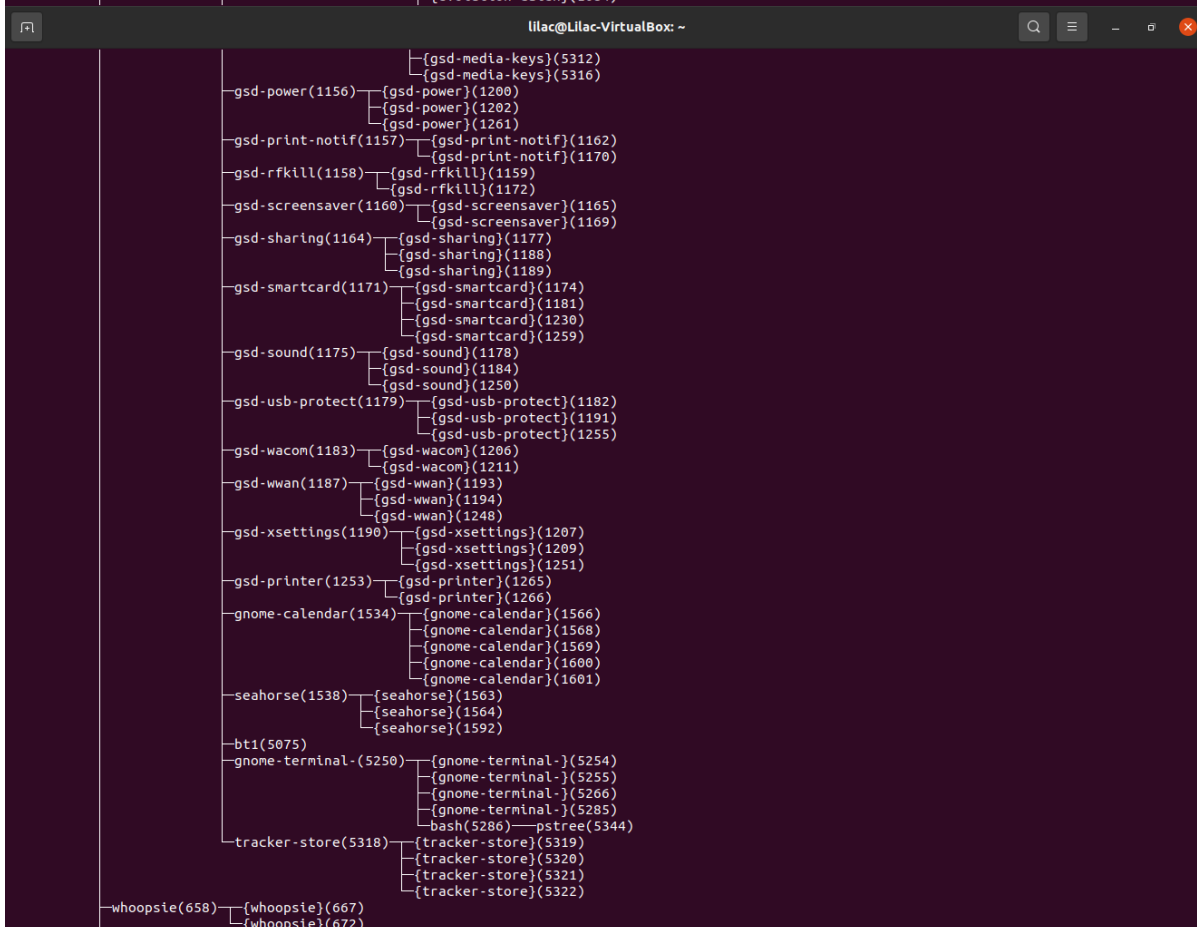 lilac@Lilac-VirtualBox: ~
├─{gsd-media-keys}(5312)
└─{gsd-media-keys}(5316)
├─gsd-power(1156)─┬─{gsd-power}(1200)
├─{gsd-power}(1202)
└─{gsd-power}(1261)
├─gsd-print-notif(1157)─┬─{gsd-print-notif}(1162)
└─{gsd-print-notif}(1170)
├─gsd-rfkill(1158)─┬─{gsd-rfkill}(1159)
└─{gsd-rfkill}(1172)
├─gsd-screensaver(1160)─┬─{gsd-screensaver}(1165)
└─{gsd-screensaver}(1169)
├─gsd-sharing(1164)─┬─{gsd-sharing}(1177)
├─{gsd-sharing}(1188)
└─{gsd-sharing}(1189)
├─gsd-smartcard(1171)─┬─{gsd-smartcard}(1174)
├─{gsd-smartcard}(1181)
├─{gsd-smartcard}(1230)
└─{gsd-smartcard}(1259)
├─gsd-sound(1175)─┬─{gsd-sound}(1178)
├─{gsd-sound}(1184)
└─{gsd-sound}(1250)
├─gsd-usb-protect(1179)─┬─{gsd-usb-protect}(1182)
├─{gsd-usb-protect}(1191)
└─{gsd-usb-protect}(1255)
├─gsd-wacom(1183)─┬─{gsd-wacom}(1206)
└─{gsd-wacom}(1211)
├─gsd-wwan(1187)─┬─{gsd-wwan}(1193)
├─{gsd-wwan}(1194)
└─{gsd-wwan}(1248)
├─gsd-xsettings(1190)─┬─{gsd-xsettings}(1207)
├─{gsd-xsettings}(1209)
└─{gsd-xsettings}(1251)
├─gsd-printer(1253)─┬─{gsd-printer}(1265)
└─{gsd-printer}(1266)
├─gnome-calendar(1534)─┬─{gnome-calendar}(1566)
├─{gnome-calendar}(1568)
├─{gnome-calendar}(1569)
├─{gnome-calendar}(1600)
└─{gnome-calendar}(1601)
├─seahorse(1538)─┬─{seahorse}(1563)
├─{seahorse}(1564)
└─{seahorse}(1592)
├─bt1(5075)
├─gnome-terminal-(5250)─┬─{gnome-terminal-}(5254)
├─{gnome-terminal-}(5255)
├─{gnome-terminal-}(5266)
├─{gnome-terminal-}(5285)
└─bash(5286)───pstree(5344)
└─tracker-store(5318)─┬─{tracker-store}(5319)
├─{tracker-store}(5320)
├─{tracker-store}(5321)
└─{tracker-store}(5322)
├─whoopsie(658)─┬─{whoopsie}(667)
└─{whoopsie}(672)